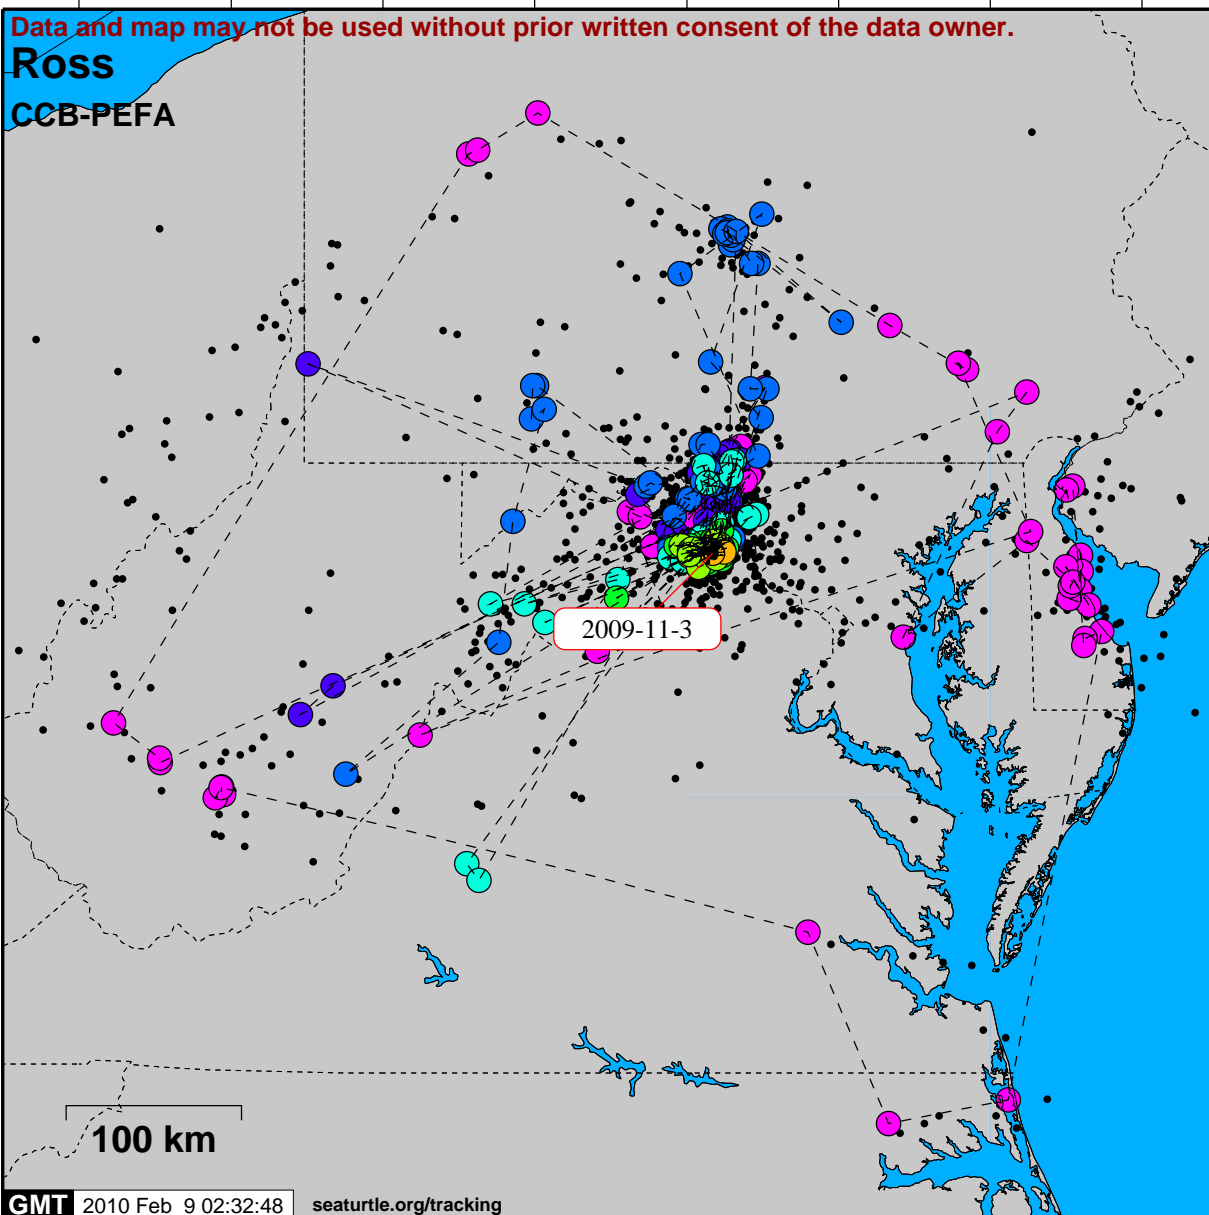 Data and map may not be used without prior written consent of the data owner.
Ross
CCB-PEFA
2009-11-3
100 km
GMT 2010 Feb 9 02:32:48 seaturtle.org/tracking